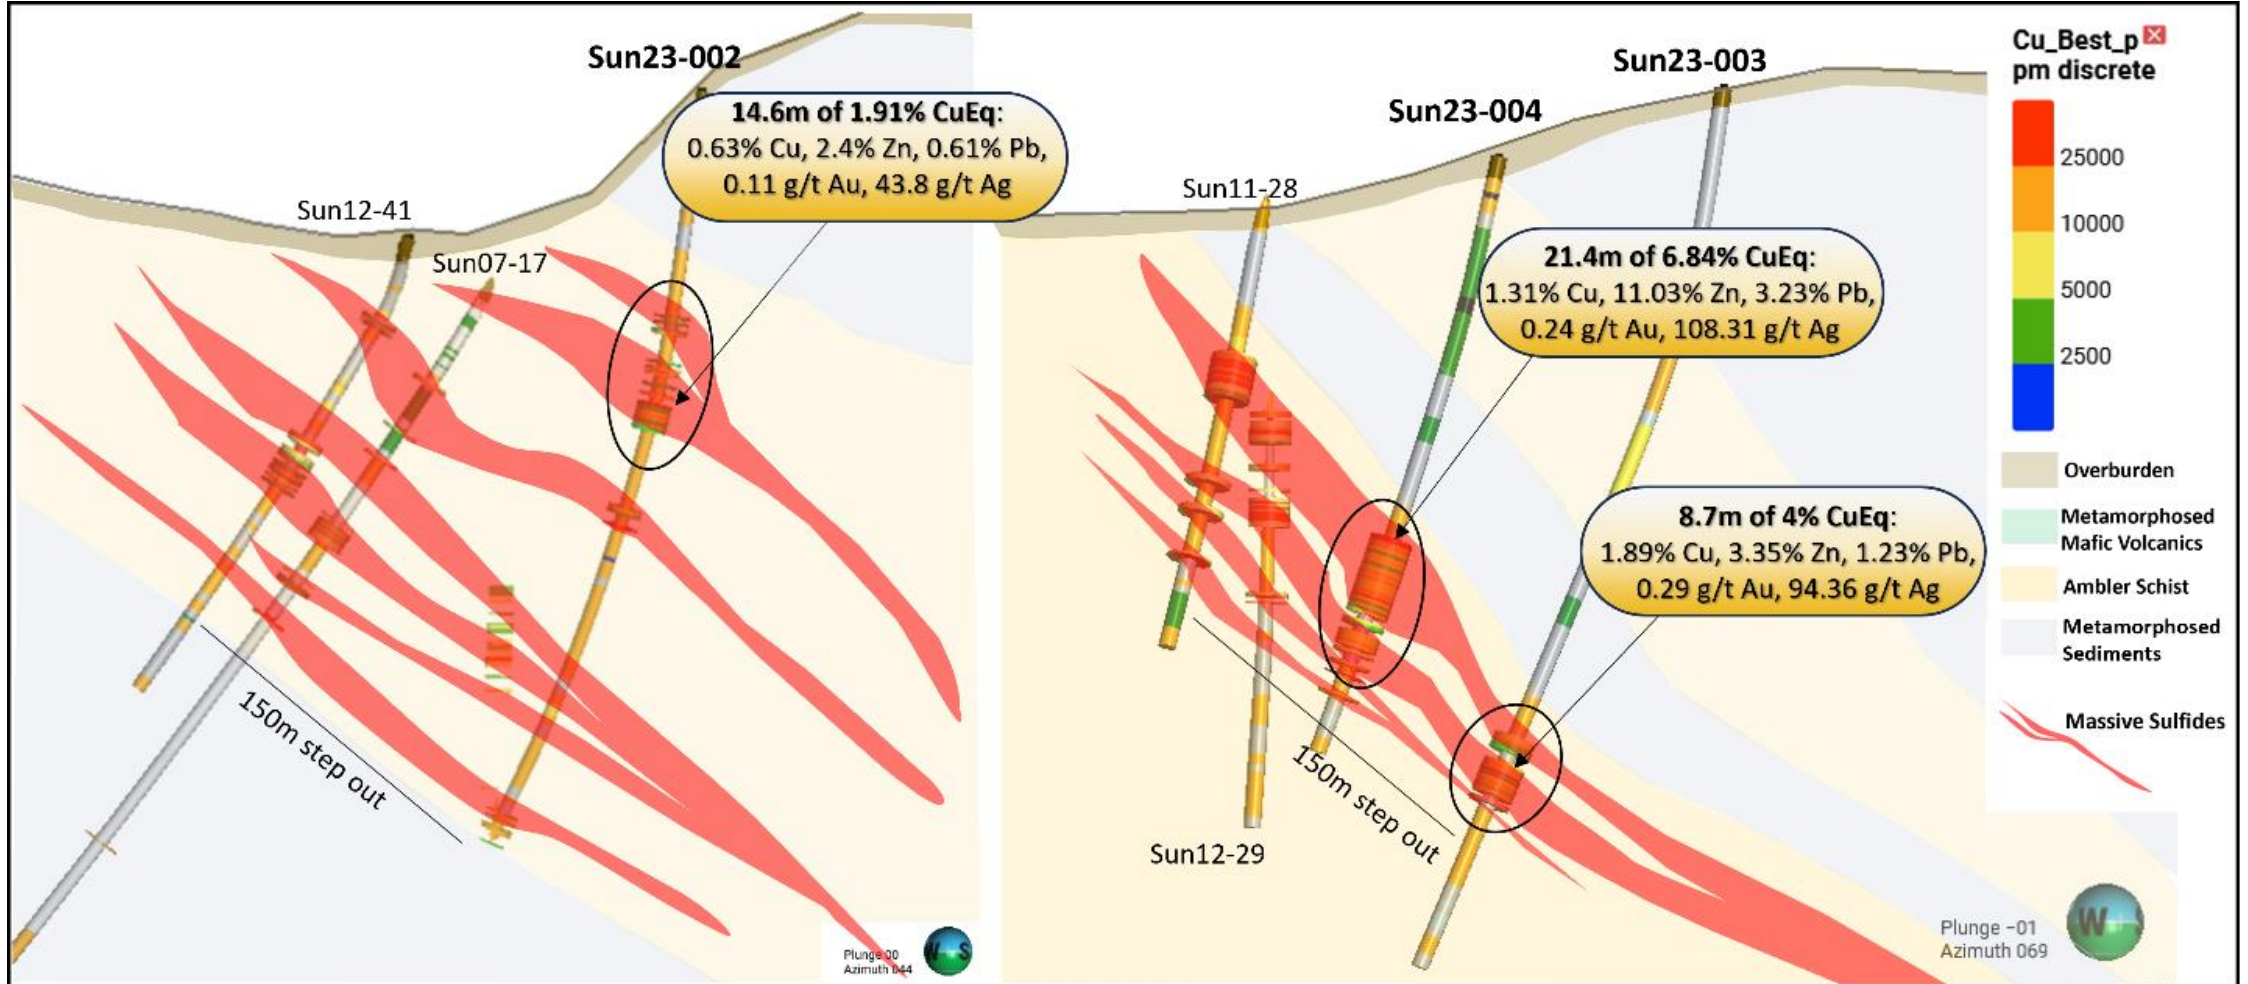 Sun23-002
14.6m of 1.91% CuEq:
0.63% Cu, 2.4% Zn, 0.61% Pb,
0.11 g/t Au, 43.8 g/t Ag
Sun12-41
Sun07-17
150m step out
Plunge 00
Azimuth 044
W S
Sun23-003
Sun23-004
Sun11-28
21.4m of 6.84% CuEq:
1.31% Cu, 11.03% Zn, 3.23% Pb,
0.24 g/t Au, 108.31 g/t Ag
8.7m of 4% CuEq:
1.89% Cu, 3.35% Zn, 1.23% Pb,
0.29 g/t Au, 94.36 g/t Ag
150m step out
Sun12-29
Plunge -01
Azimuth 069
W S
Cu_Best_p
pm discrete
25000
10000
5000
2500
Overburden
Metamorphosed
Mafic Volcanics
Ambler Schist
Metamorphosed
Sediments
Massive Sulfides